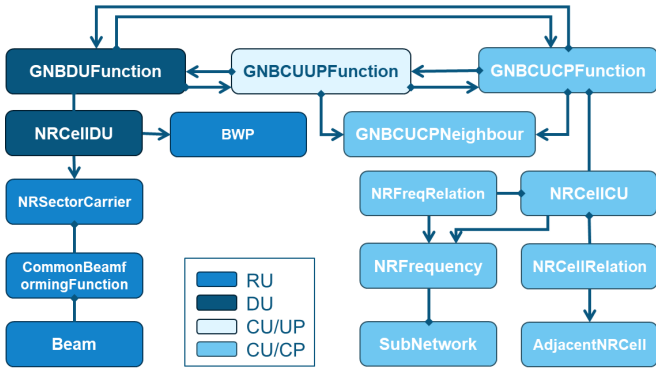 GNBDUFunction
GNBCUUPFunction
GNBCUCPFunction
NRCellDU
BWP
GNBCUCPNeighbour
NRSectorCarrier
NRFreqRelation
NRCellCU
CommonBeamf
ormingFunction
NRFrequency
NRCellRelation
Beam
SubNetwork
AdjacentNRCell
RU
DU
CU/UP
CU/CP